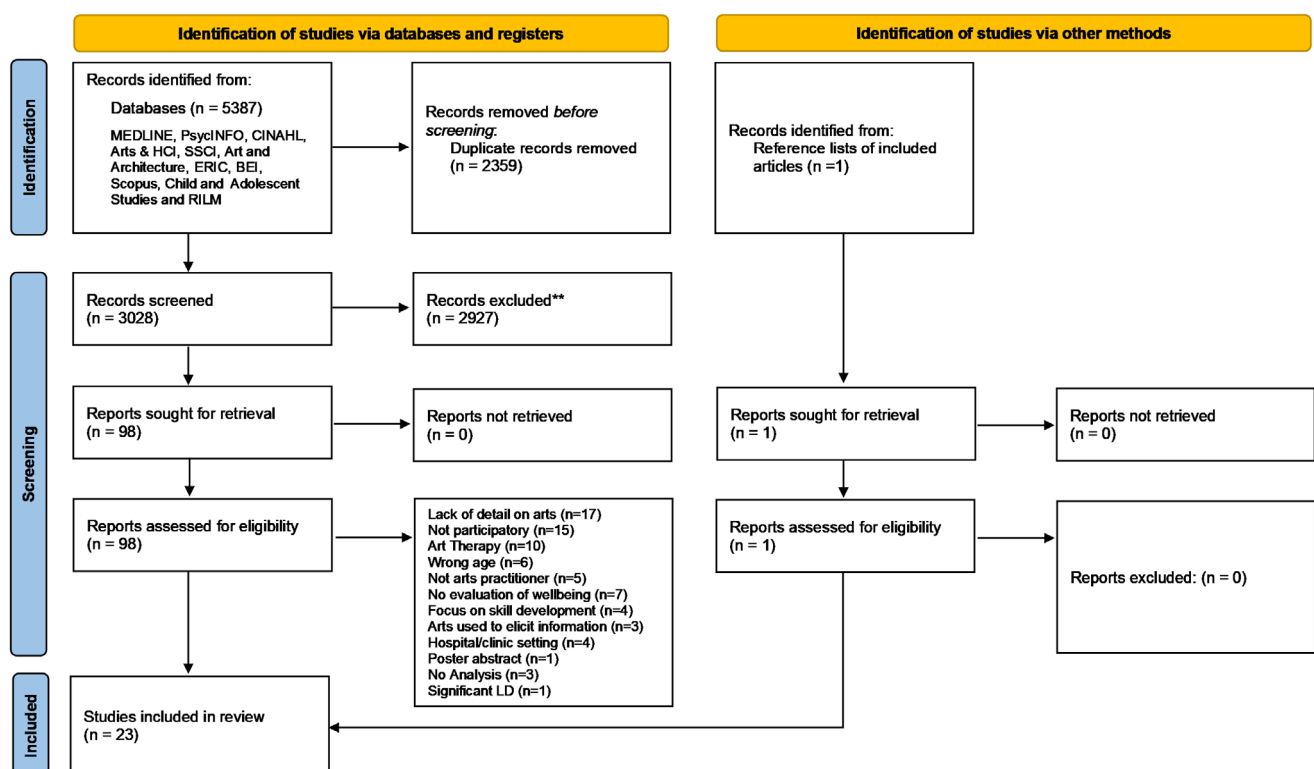 Identification of studies via databases and registers
Identification of studies via other methods
Identification
Records identified from:
Databases (n = 5387)
MEDLINE, PsycINFO, CINAHL,
Arts & HCI, SSCI, Art and
Architecture, ERIC, BEI,
Scopus, Child and Adolescent
Studies and RILM
Records removed before
screening:
Duplicate records removed
(n = 2359)
Records identified from:
Reference lists of included
articles (n =1)
Screening
Records screened
(n = 3028)
Records excluded**
(n = 2927)
Reports sought for retrieval
(n = 98)
Reports not retrieved
(n = 0)
Reports sought for retrieval
(n = 1)
Reports not retrieved
(n = 0)
Reports assessed for eligibility
(n = 98)
Lack of detail on arts (n=17)
Not participatory (n=15)
Art Therapy (n=10)
Wrong age (n=6)
Not arts practitioner (n=5)
No evaluation of wellbeing (n=7)
Focus on skill development (n=4)
Arts used to elicit information (n=3)
Hospital/clinic setting (n=4)
Poster abstract (n=1)
No Analysis (n=3)
Significant LD (n=1)
Reports assessed for eligibility
(n = 1)
Reports excluded: (n = 0)
Included
Studies included in review
(n = 23)